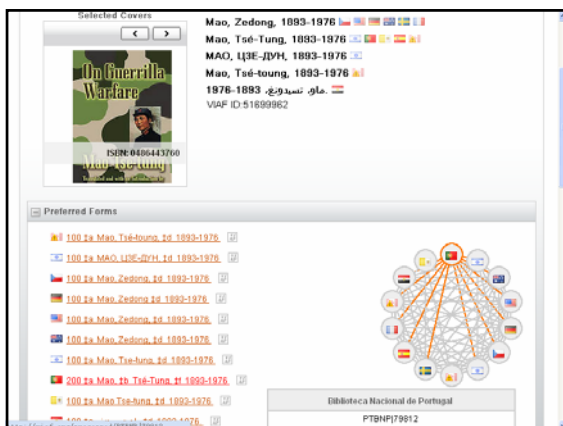 Selected Covers
On Guerrilla
Warfare
ISBN: 0486443760
Mao Tse-tung
Mao, Zedong, 1893-1976
Mao, Tsé-Tung, 1893-1976
МАО, ЦЗЕ-ДУН, 1893-1976
Mao, Tsé-toung, 1893-1976
ماو، تسيدونغ، 1893-1976.
VIAF ID:51699962
Preferred Forms
100 ‡a Mao, Tsé-toung, ‡d 1893-1976
100 ‡a МАО, ЦЗЕ-ДУН, ‡d 1893-1976
100 ‡a Mao, Zedong, ‡d 1893-1976
100 ‡a Mao, Zedong ‡d 1893-1976
100 ‡a Mao, Zedong, ‡d 1893-1976
100 ‡a Mao, Zedong, ‡d 1893-1976
100 ‡a Mao, Tse-tung, ‡d 1893-1976
200 ‡a Mao, ‡b Tsé-Tung, ‡f 1893-1976
100 ‡a Mao Tse-tung, ‡d 1893-1976
Biblioteca Nacional de Portugal
PTBNP|79812